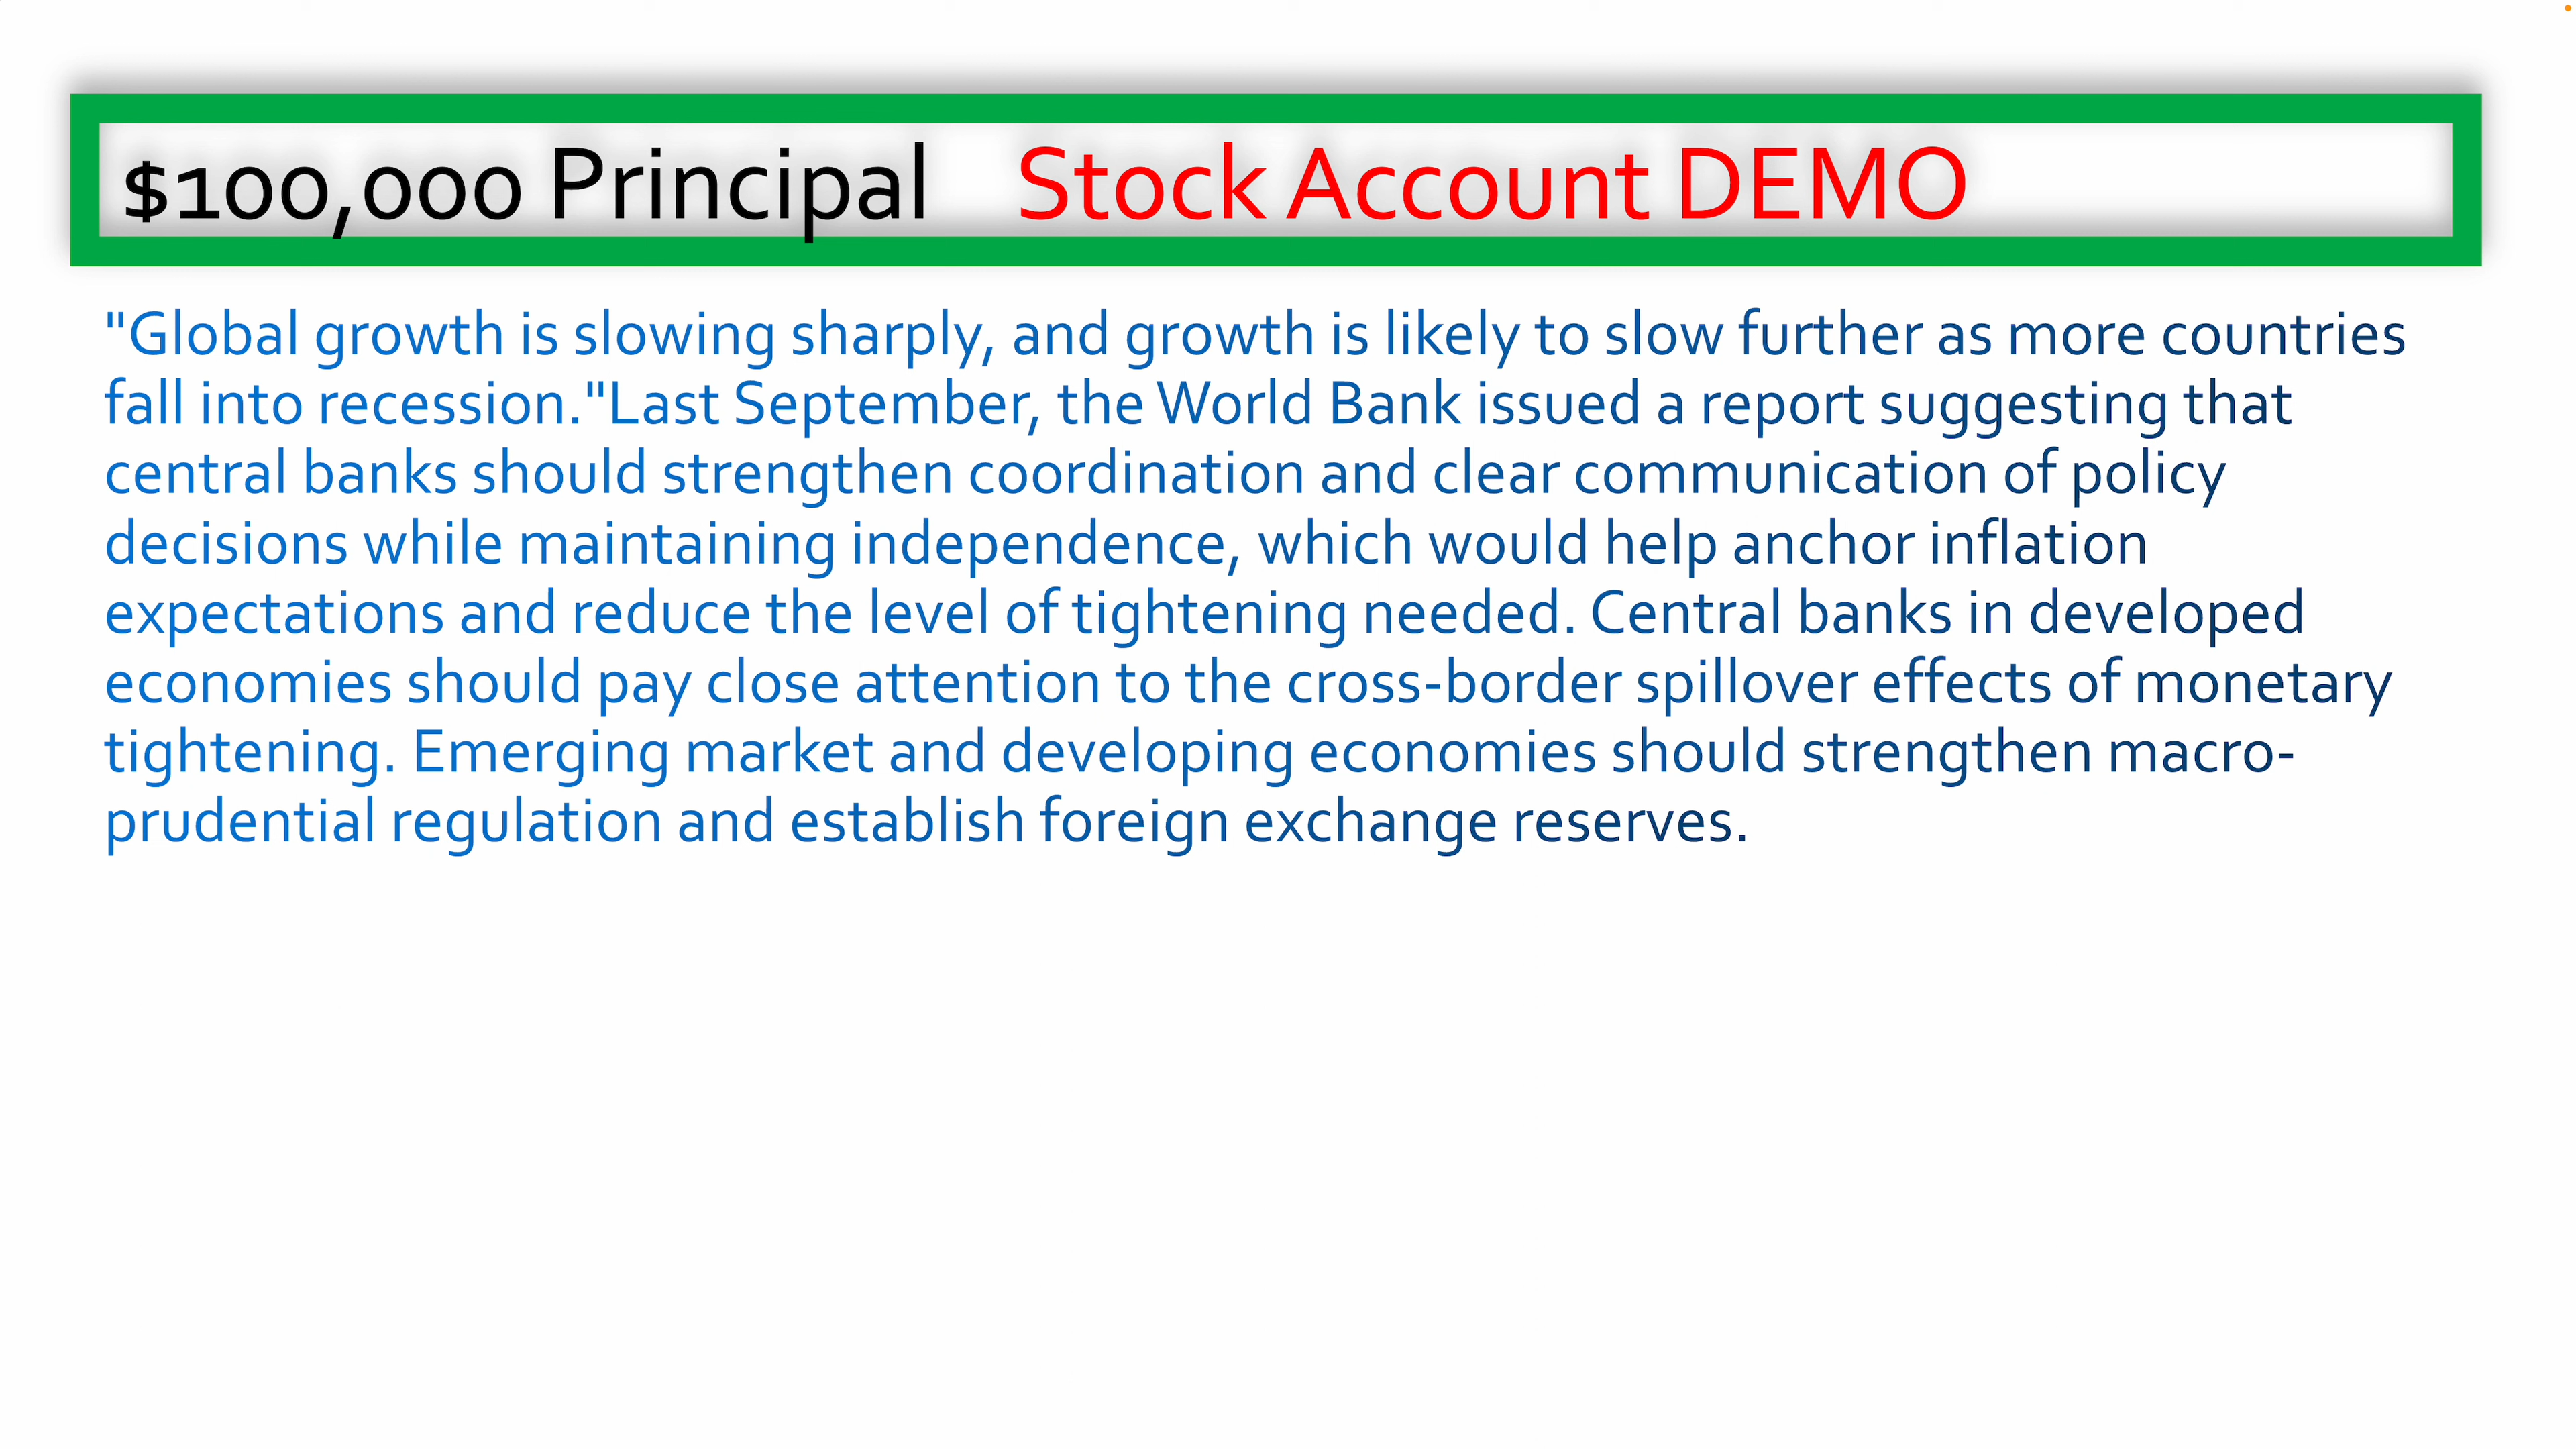 $100,000 Principal Stock Account DEMO
"Global growth is slowing sharply, and growth is likely to slow further as more countries
fall into recession."Last September, the World Bank issued a report suggesting that
central banks should strengthen coordination and clear communication of policy
decisions while maintaining independence, which would help anchor inflation
expectations and reduce the level of tightening needed. Central banks in developed
economies should pay close attention to the cross-border spillover effects of monetary
tightening. Emerging market and developing economies should strengthen macro-
prudential regulation and establish foreign exchange reserves.